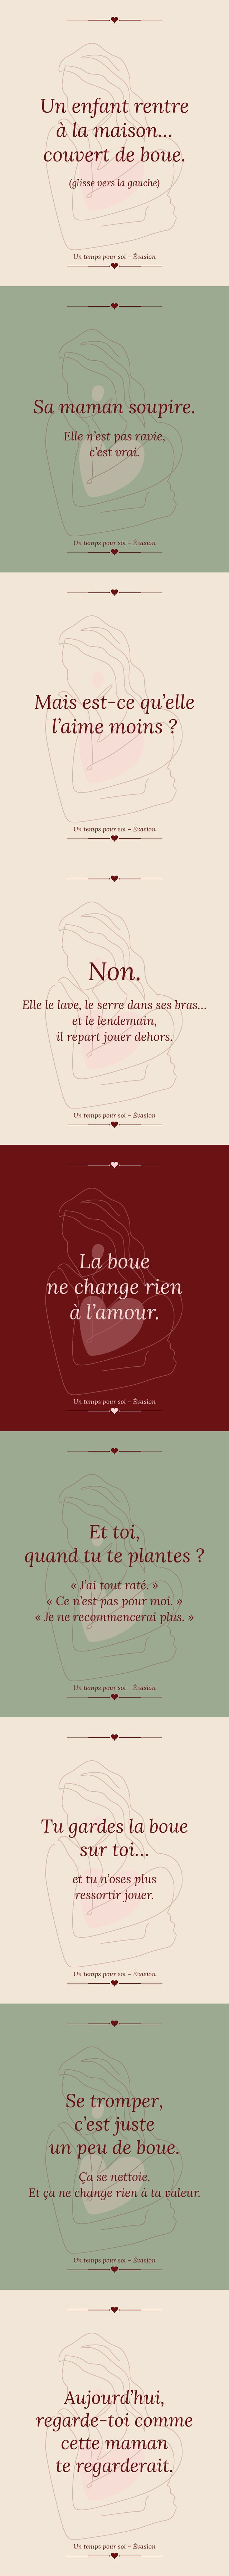 Un enfant rentre
à la maison...
couvert de boue.
(glisse vers la gauche)
Un temps pour soi – Évasion
Sa maman soupire.
Elle n'est pas ravie,
c'est vrai.
Un temps pour soi – Évasion
Mais est-ce qu'elle
l'aime moins ?
Un temps pour soi – Évasion
Non.
Elle le lave, le serre dans ses bras...
et le lendemain,
il repart jouer dehors.
Un temps pour soi – Évasion
La boue
ne change rien
à l'amour.
Un temps pour soi – Évasion
Et toi,
quand tu te plantes ?
« J'ai tout raté. »
« Ce n'est pas pour moi. »
« Je ne recommencerai plus. »
Un temps pour soi – Évasion
Tu gardes la boue
sur toi...
et tu n'oses plus
ressortir jouer.
Un temps pour soi – Évasion
Se tromper,
c'est juste
un peu de boue.
Ça se nettoie.
Et ça ne change rien à ta valeur.
Un temps pour soi – Évasion
Aujourd'hui,
regarde-toi comme
cette maman
te regarderait.
Un temps pour soi – Évasion